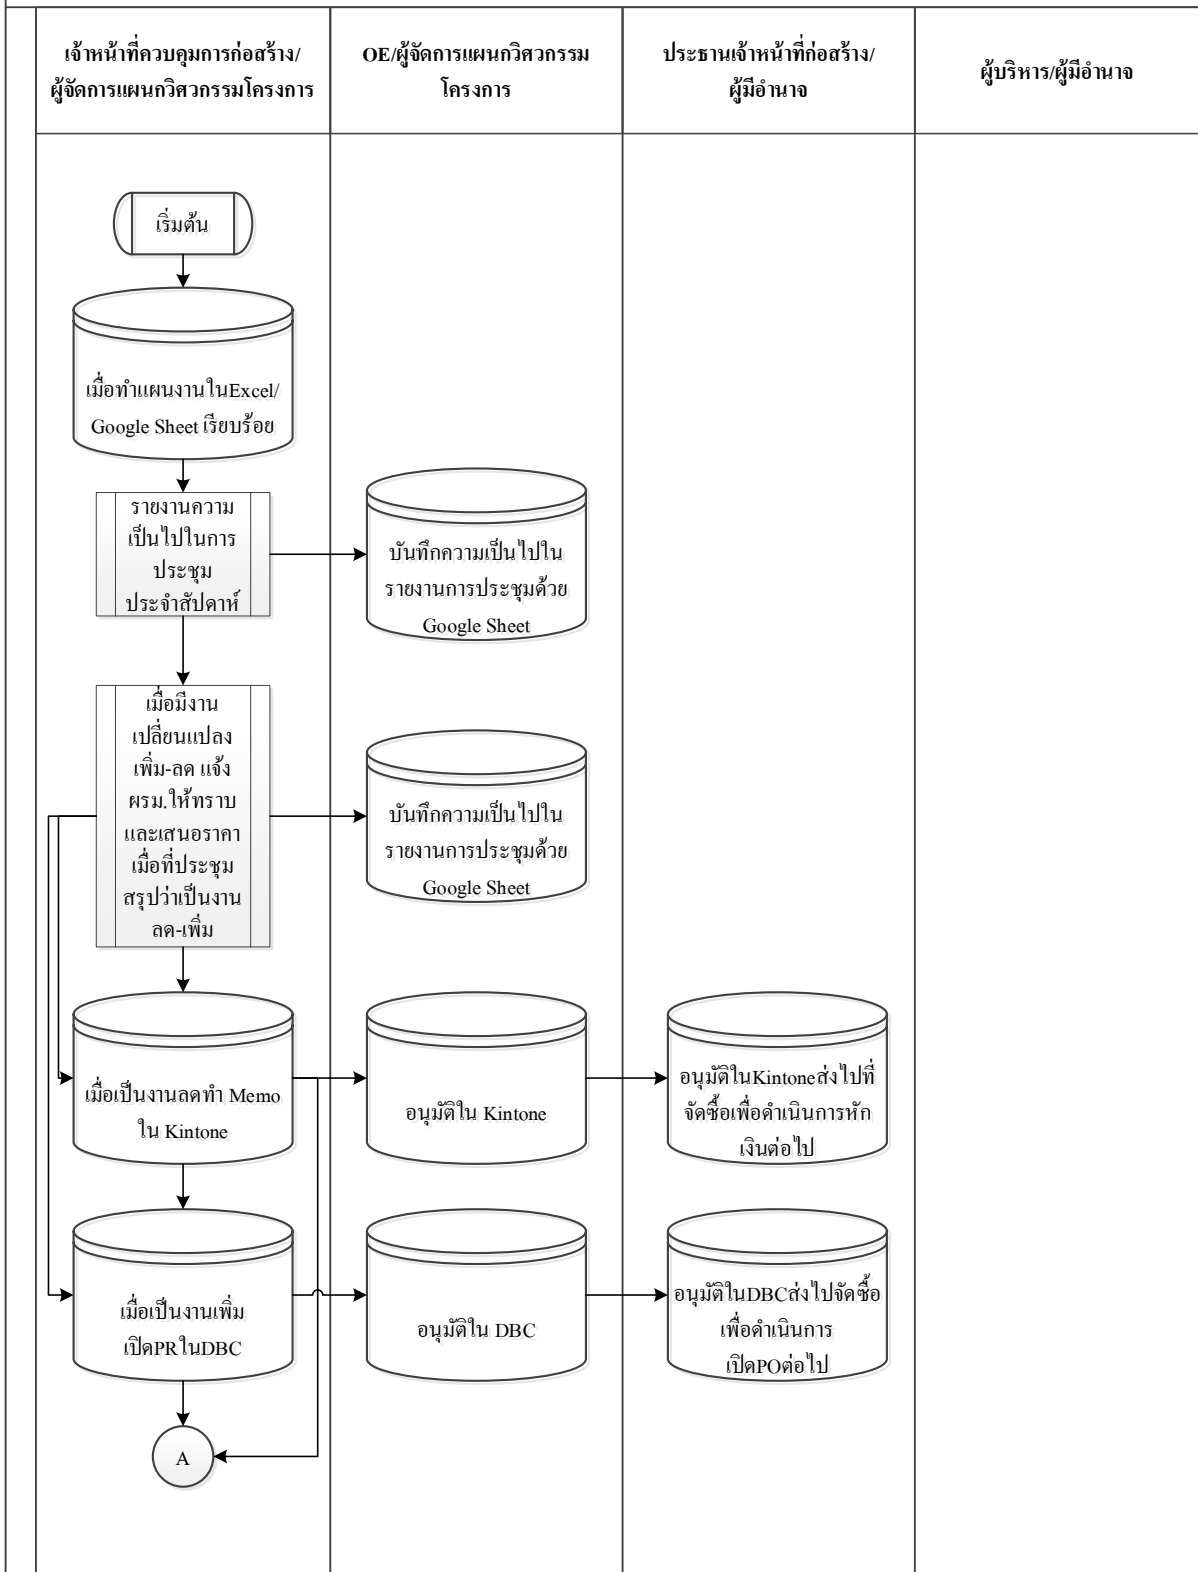 เจ้าหน้าที่ควบคุมการก่อสร้าง/
ผู้จัดการแผนกวิศวกรรมโครงการ
OE/ผู้จัดการแผนกวิศวกรรม
โครงการ
ประธานเจ้าหน้าที่ก่อสร้าง/
ผู้มีอำนาจ
ผู้บริหาร/ผู้มีอำนาจ
เริ่มต้น
เมื่อทำแผนงานในExcel/
Google Sheet เรียบร้อย
รายงานความ
เป็นไปในการ
ประชุม
ประจำสัปดาห์
บันทึกความเป็นไปใน
รายงานการประชุมด้วย
Google Sheet
เมื่อมีงาน
เปลี่ยนแปลง
เพิ่ม-ลด แจ้ง
ผรม.ให้ทราบ
และเสนอราคา
เมื่อที่ประชุม
สรุปว่าเป็นงาน
ลด-เพิ่ม
บันทึกความเป็นไปใน
รายงานการประชุมด้วย
Google Sheet
เมื่อเป็นงานลดทำ Memo
ใน Kintone
อนุมัติใน Kintone
อนุมัติในKintoneส่งไปที่
จัดซื้อเพื่อดำเนินการหัก
เงินต่อไป
เมื่อเป็นงานเพิ่ม
เปิดPRในDBC
อนุมัติใน DBC
อนุมัติในDBCส่งไปจัดซื้อ
เพื่อดำเนินการ
เปิดPOต่อไป
A